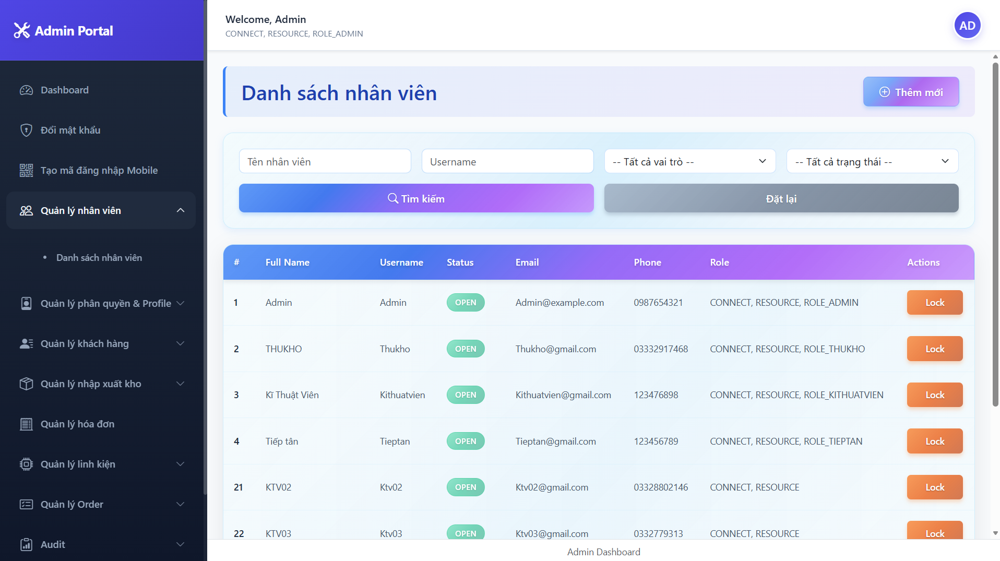 Admin Portal
Dashboard
Đổi mật khẩu
Tạo mã đăng nhập Mobile
Quản lý nhân viên
Danh sách nhân viên
Quản lý phân quyền & Profile
Quản lý khách hàng
Quản lý nhập xuất kho
Quản lý hóa đơn
Quản lý linh kiện
Quản lý Order
Audit
Welcome, Admin
CONNECT, RESOURCE, ROLE_ADMIN
AD
Danh sách nhân viên
Thêm mới
Tên nhân viên Username -- Tất cả vai trò -- -- Tất cả trạng thái --
Tìm kiếm Đặt lại
# Full Name Username Status Email Phone Role Actions
1 Admin Admin OPEN Admin@example.com 0987654321 CONNECT, RESOURCE, ROLE_ADMIN Lock
2 THUKHO Thukho OPEN Thukho@gmail.com 03332917468 CONNECT, RESOURCE, ROLE_THUKHO Lock
3 Kĩ Thuật Viên Kithuatvien OPEN Kithuatvien@gmail.com 123476898 CONNECT, RESOURCE, ROLE_KITHUATVIEN Lock
4 Tiếp tân Tieptan OPEN Tieptan@gmail.com 123456789 CONNECT, RESOURCE, ROLE_TIEPTAN Lock
21 KTV02 Ktv02 OPEN Ktv02@gmail.com 03328802146 CONNECT, RESOURCE Lock
22 KTV03 Ktv03 OPEN Ktv03@gmail.com 0332779313 CONNECT, RESOURCE Lock
Admin Dashboard